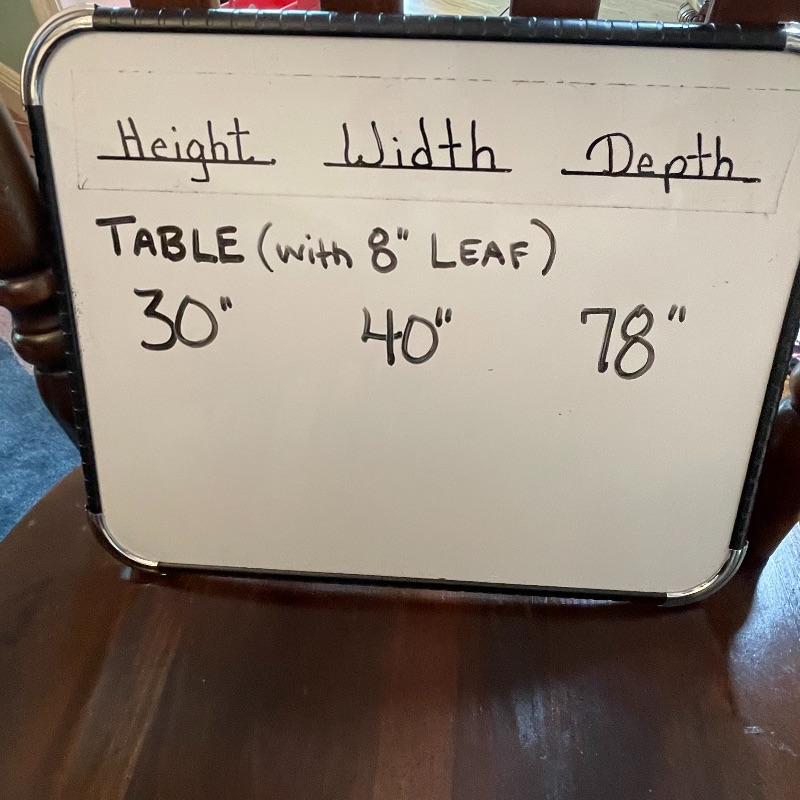 Height Width Depth
TABLE (with 8" LEAF)
30" 40" 78"